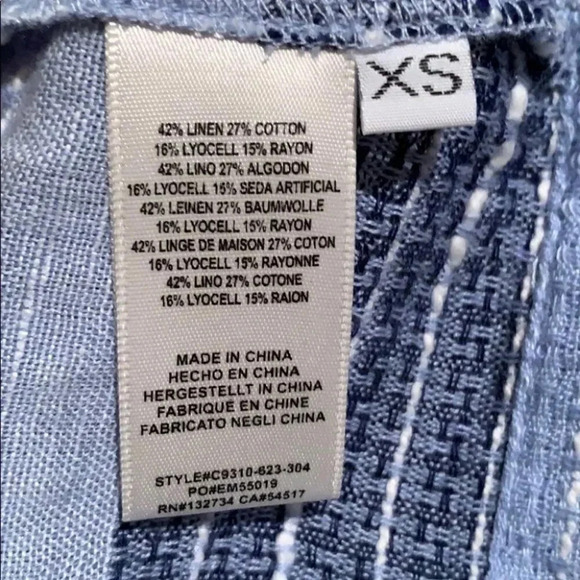 XS
42% LINEN 27% COTTON
16% LYOCELL 15% RAYON
42% LINO 27% ALGODON
16% LYOCELL 15% SEDA ARTIFICIAL
42% LEINEN 27% BAUMWOLLE
16% LYOCELL 15% RAYON
42% LINGE DE MAISON 27% COTON
16% LYOCELL 15% RAYONNE
42% LINO 27% COTONE
16% LYOCELL 15% RAION
MADE IN CHINA
HECHO EN CHINA
HERGESTELLT IN CHINA
FABRIQUE EN CHINE
FABRICATO NEGLI CHINA
STYLE#C9310-623-304
PO#EM55019
RN#132734 CA#54517